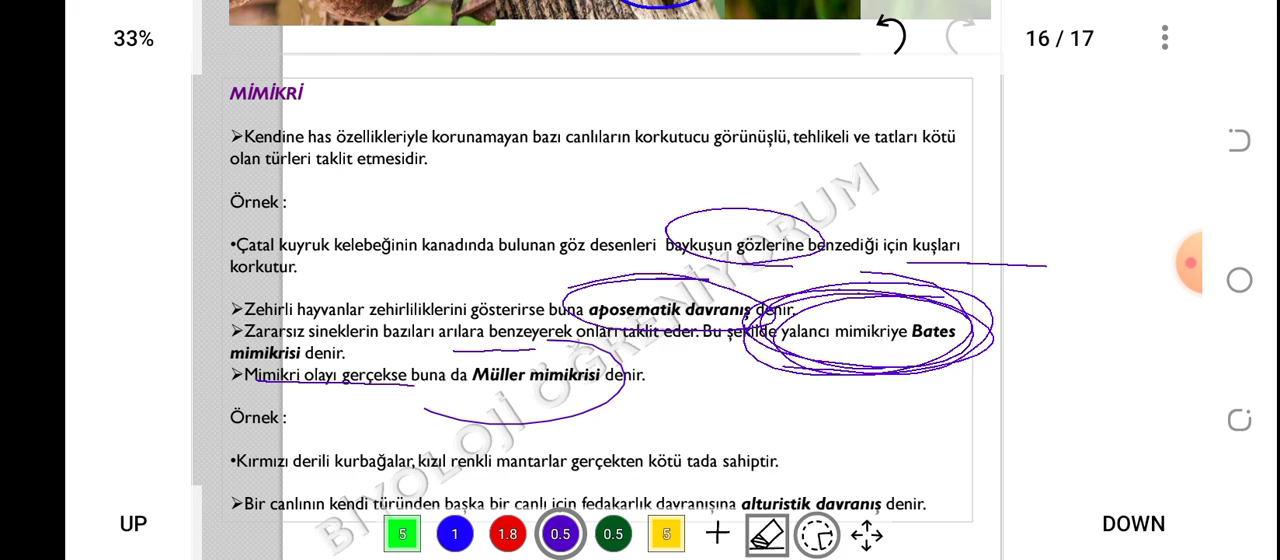 33%
16 / 17
MİMİKRİ
➢Kendine has özellikleriyle korunamayan bazı canlıların korkutucu görünüşlü, tehlikeli ve tatları kötü
olan türleri taklit etmesidir.
Örnek :
•Çatal kuyruk kelebeğinin kanadında bulunan göz desenleri baykuşun gözlerine benzediği için kuşları
korkutur.
➢Zehirli hayvanlar zehirliliklerini gösterirse buna aposematik davranış denir.
➢Zararsız sineklerin bazıları arılara benzeyerek onları taklit eder. Bu şekilde yalancı mimikriye Bates
mimikrisi denir.
➢Mimikri olayı gerçekse buna da Müller mimikrisi denir.
Örnek :
•Kırmızı derili kurbağalar, kızıl renkli mantarlar gerçekten kötü tada sahiptir.
➢Bir canlının kendi türünden başka bir canlı için fedakarlık davranışına alturistik davranış denir.
BİYOLOJİ ÖĞRENİYORUM
UP
5 1 1.8 0.5 0.5 5
DOWN